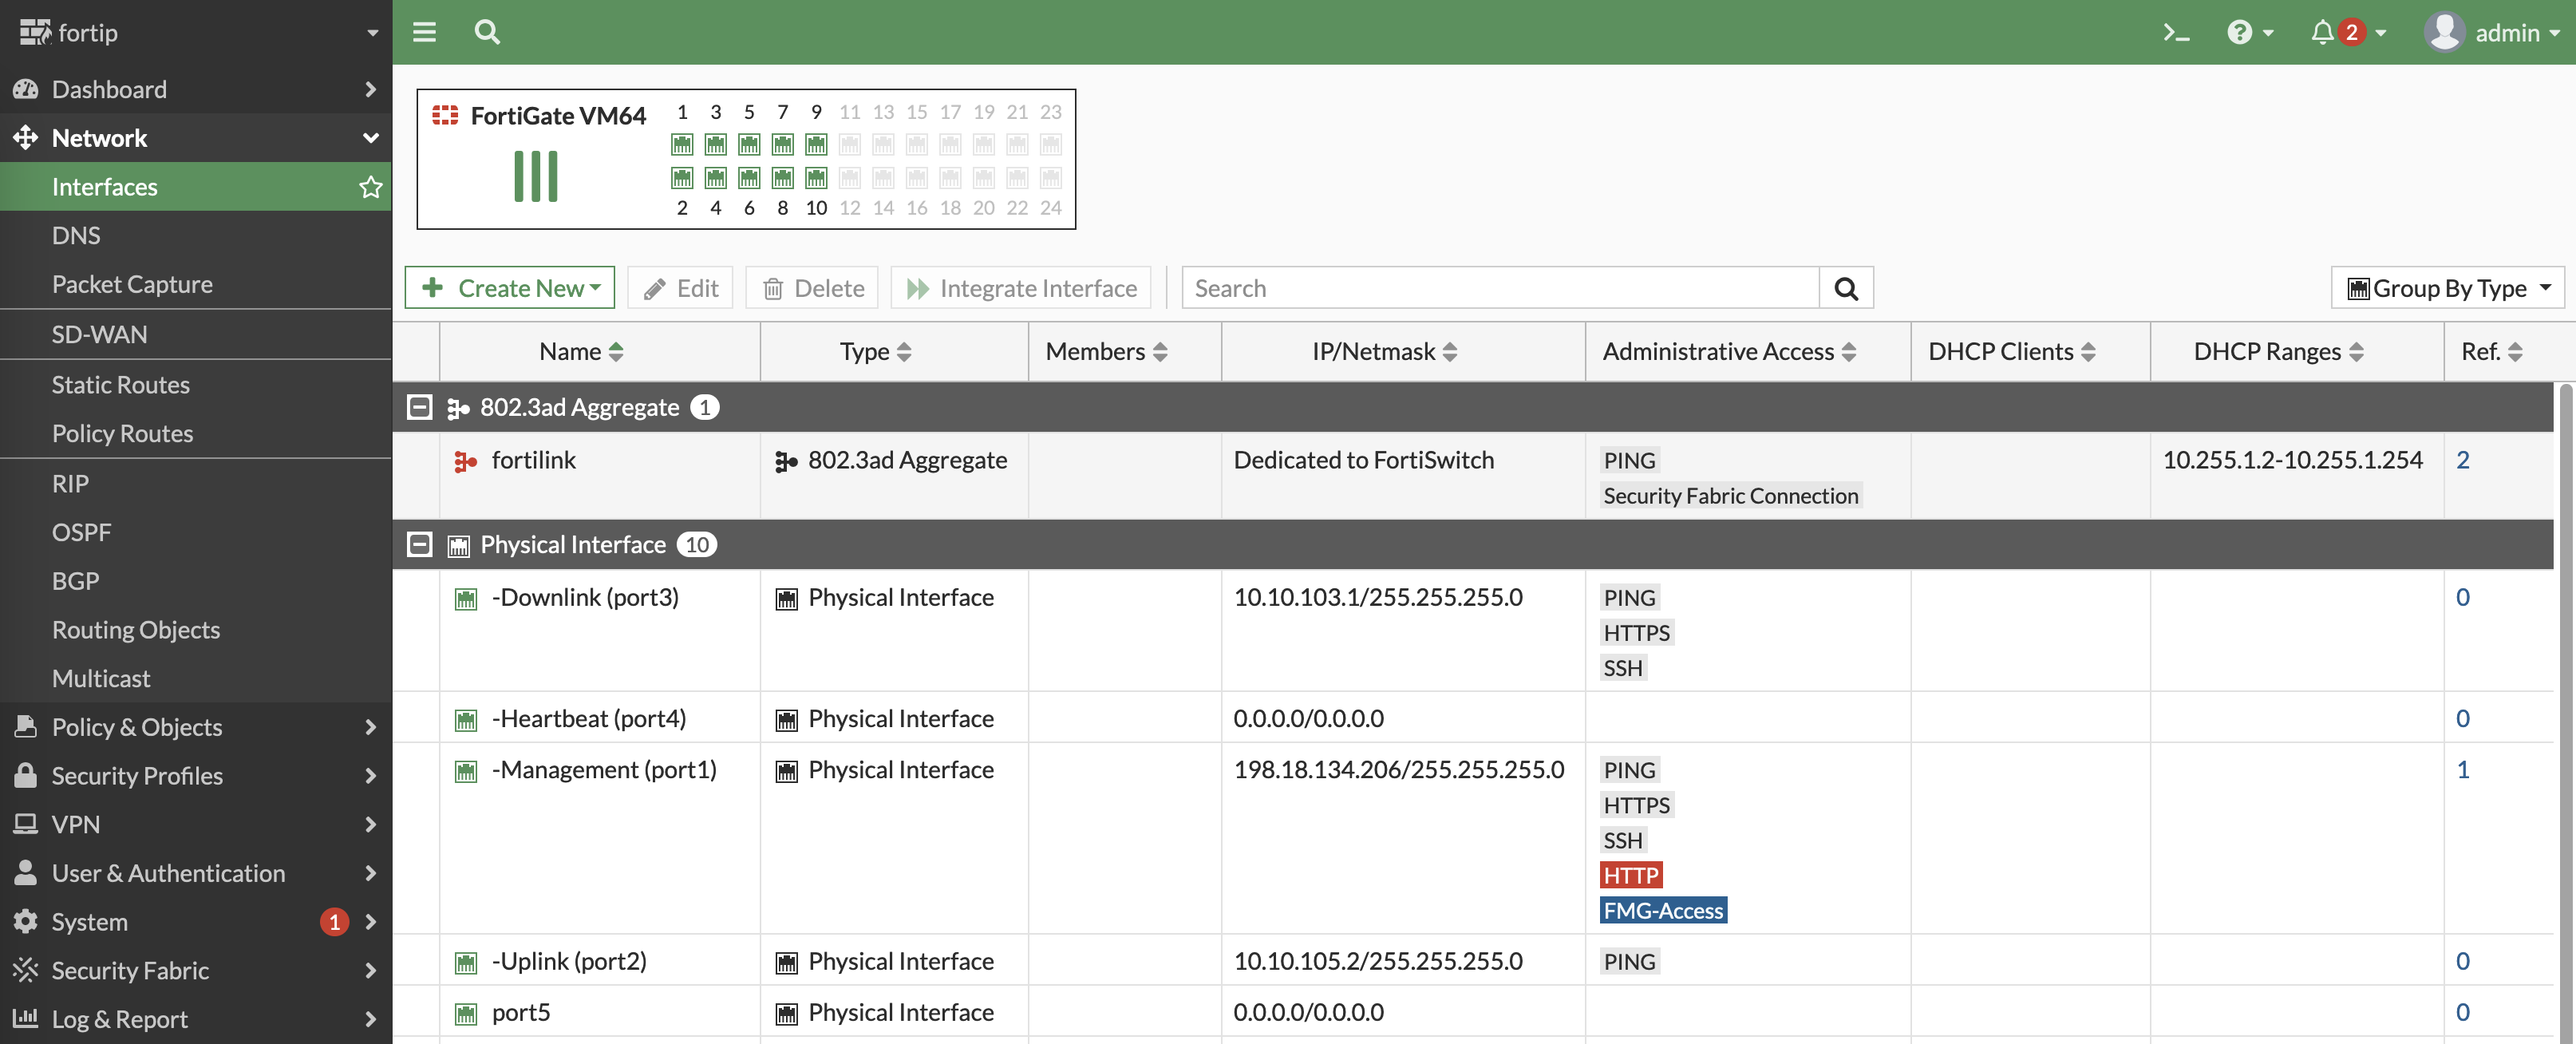 fortip
2
admin
Dashboard
Network
Interfaces
DNS
Packet Capture
SD-WAN
Static Routes
Policy Routes
RIP
OSPF
BGP
Routing Objects
Multicast
Policy & Objects
Security Profiles
VPN
User & Authentication
System 1
Security Fabric
Log & Report
FortiGate VM64
1 3 5 7 9 11 13 15 17 19 21 23
2 4 6 8 10 12 14 16 18 20 22 24
Create New Edit Delete Integrate Interface Search Group By Type
Name Type Members IP/Netmask Administrative Access DHCP Clients DHCP Ranges Ref.
802.3ad Aggregate 1
fortilink 802.3ad Aggregate Dedicated to FortiSwitch PING 10.255.1.2-10.255.1.254 2
Security Fabric Connection
Physical Interface 10
-Downlink (port3) Physical Interface 10.10.103.1/255.255.255.0 PING 0
HTTPS
SSH
-Heartbeat (port4) Physical Interface 0.0.0.0/0.0.0.0 0
-Management (port1) Physical Interface 198.18.134.206/255.255.255.0 PING 1
HTTPS
SSH
HTTP
FMG-Access
-Uplink (port2) Physical Interface 10.10.105.2/255.255.255.0 PING 0
port5 Physical Interface 0.0.0.0/0.0.0.0 0